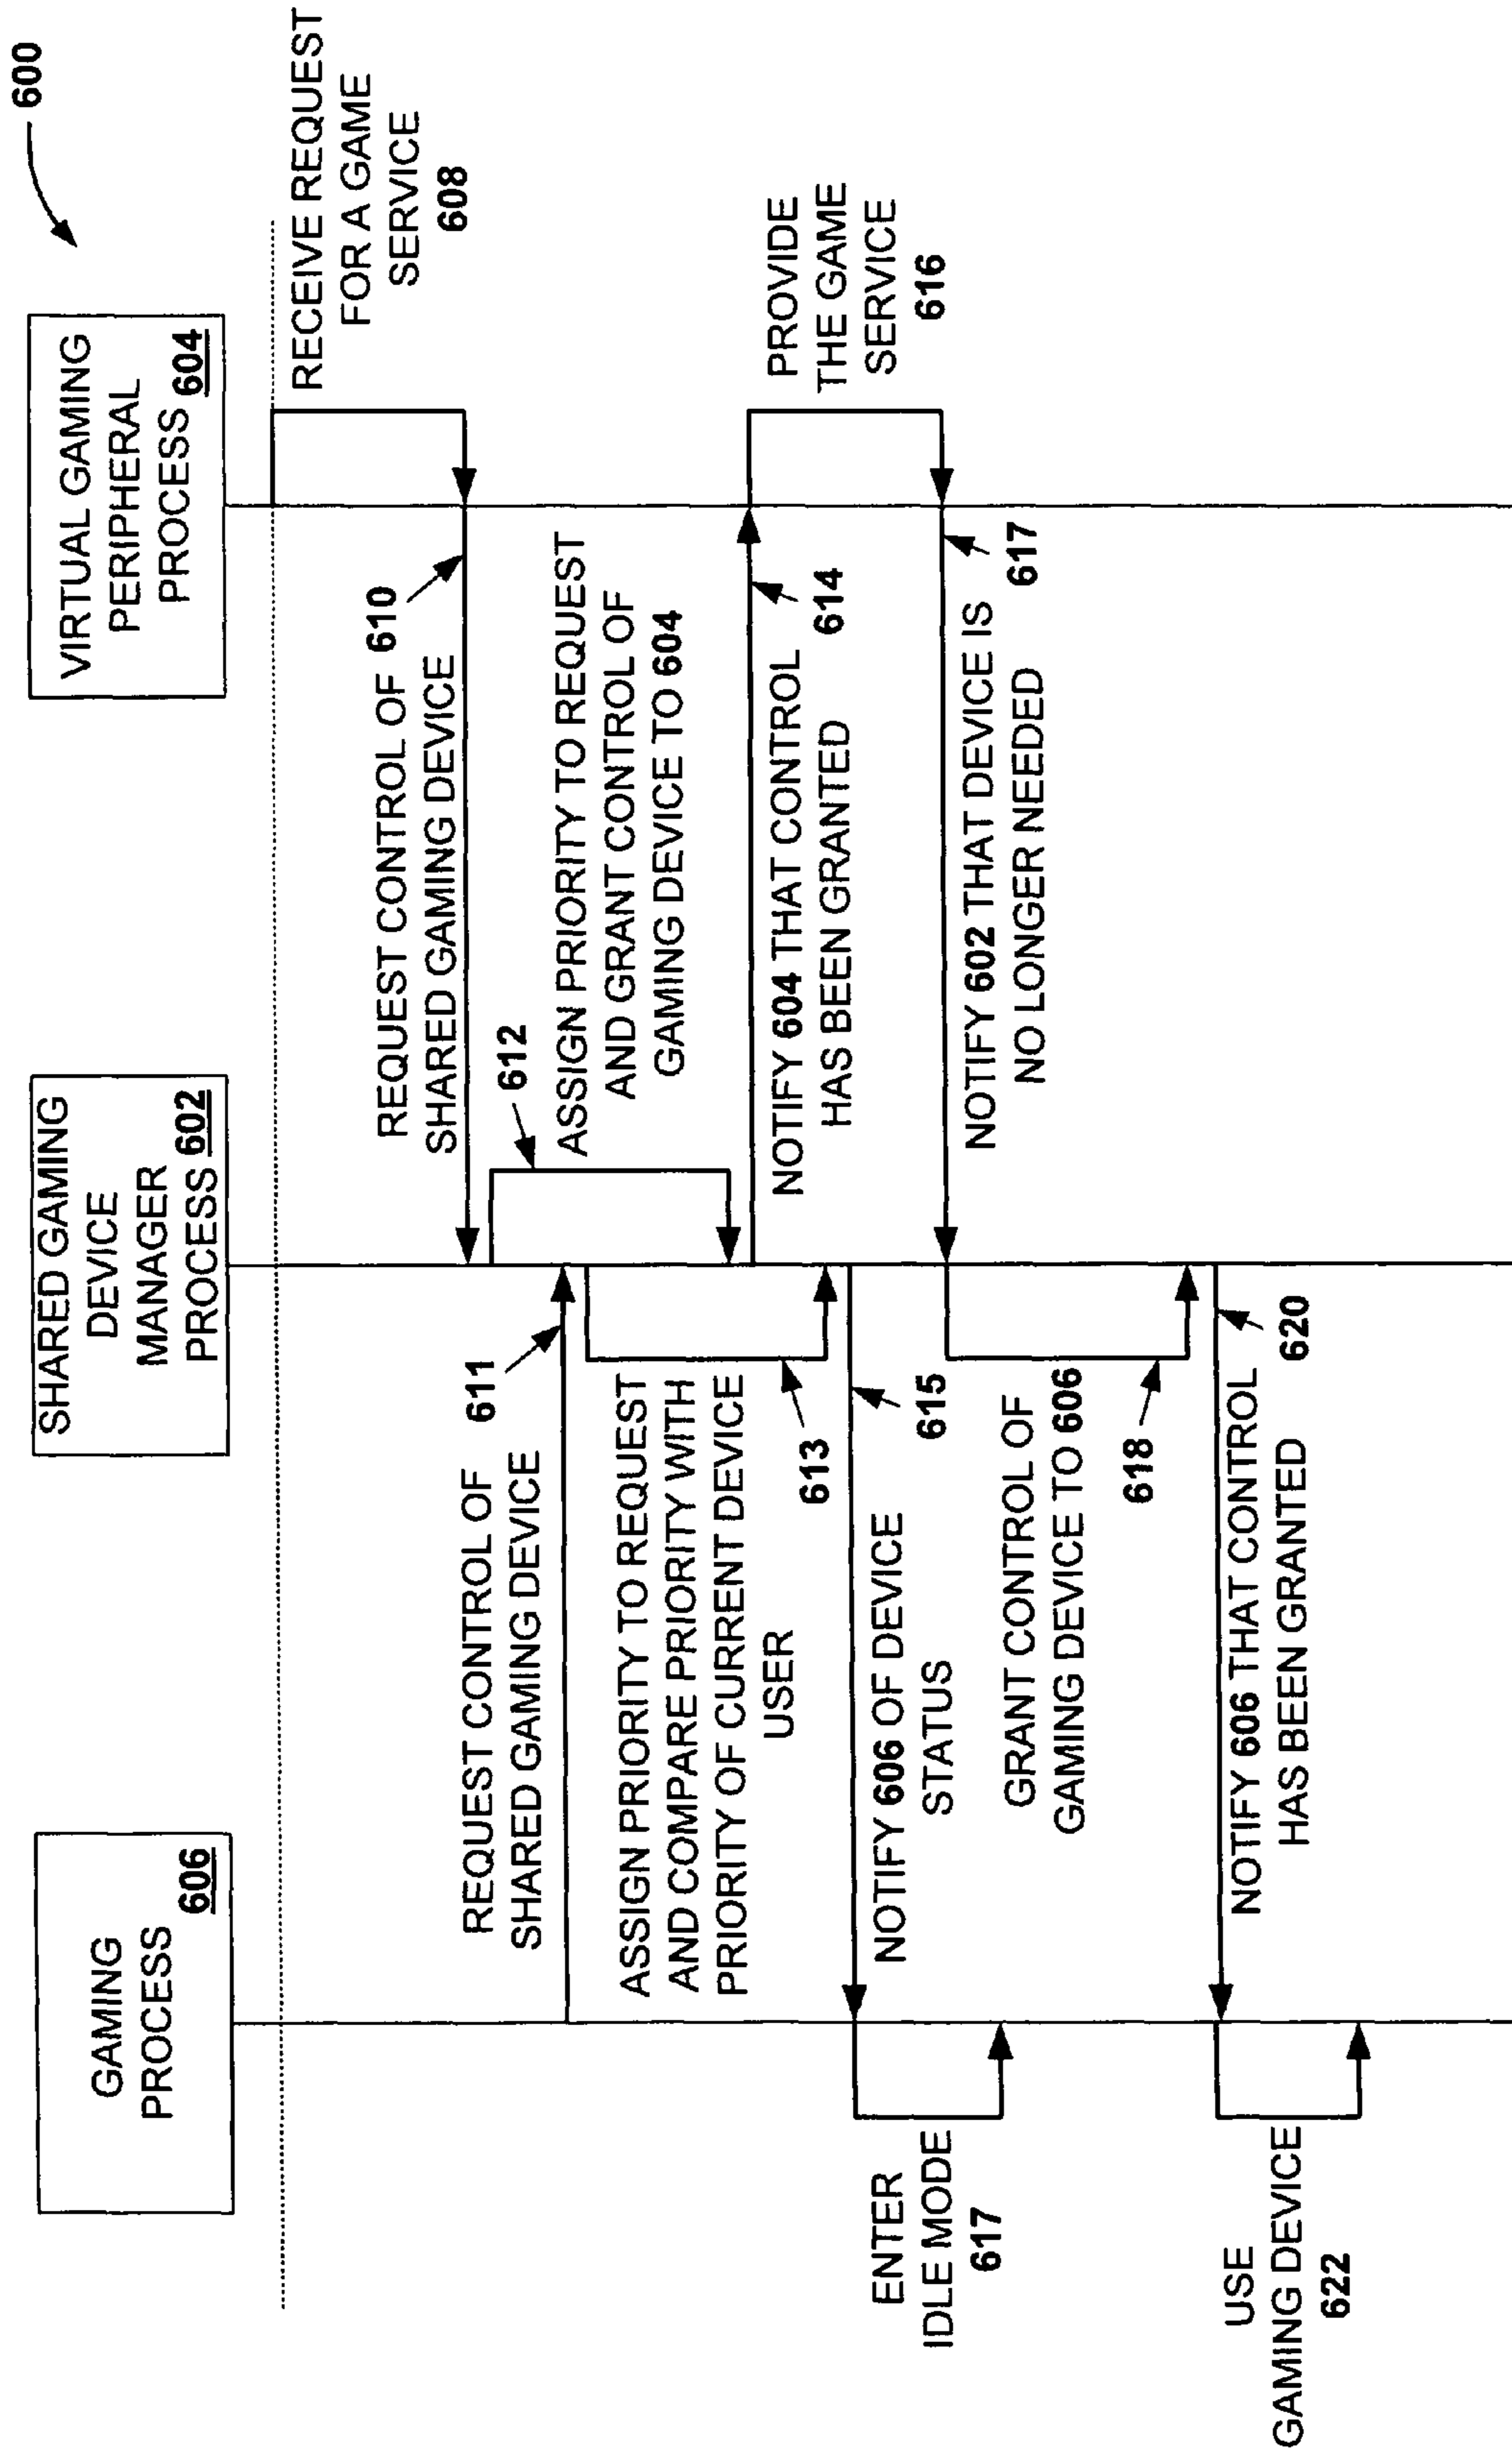 600
GAMING
PROCESS
606
SHARED GAMING
DEVICE
MANAGER
PROCESS 602
VIRTUAL GAMING
PERIPHERAL
PROCESS 604
RECEIVE REQUEST
FOR A GAME
SERVICE
608
REQUEST CONTROL OF 610
SHARED GAMING DEVICE
REQUEST CONTROL OF 611
SHARED GAMING DEVICE
612
ASSIGN PRIORITY TO REQUEST
AND GRANT CONTROL OF
GAMING DEVICE TO 604
ASSIGN PRIORITY TO REQUEST
AND COMPARE PRIORITY WITH
PRIORITY OF CURRENT DEVICE
USER
613
NOTIFY 604 THAT CONTROL
HAS BEEN GRANTED
614
PROVIDE
THE GAME
SERVICE
616
NOTIFY 606 OF DEVICE
STATUS
615
ENTER
IDLE MODE
617
NOTIFY 602 THAT DEVICE IS
NO LONGER NEEDED
617
GRANT CONTROL OF
GAMING DEVICE TO 606
618
NOTIFY 606 THAT CONTROL
HAS BEEN GRANTED
620
USE
GAMING DEVICE
622